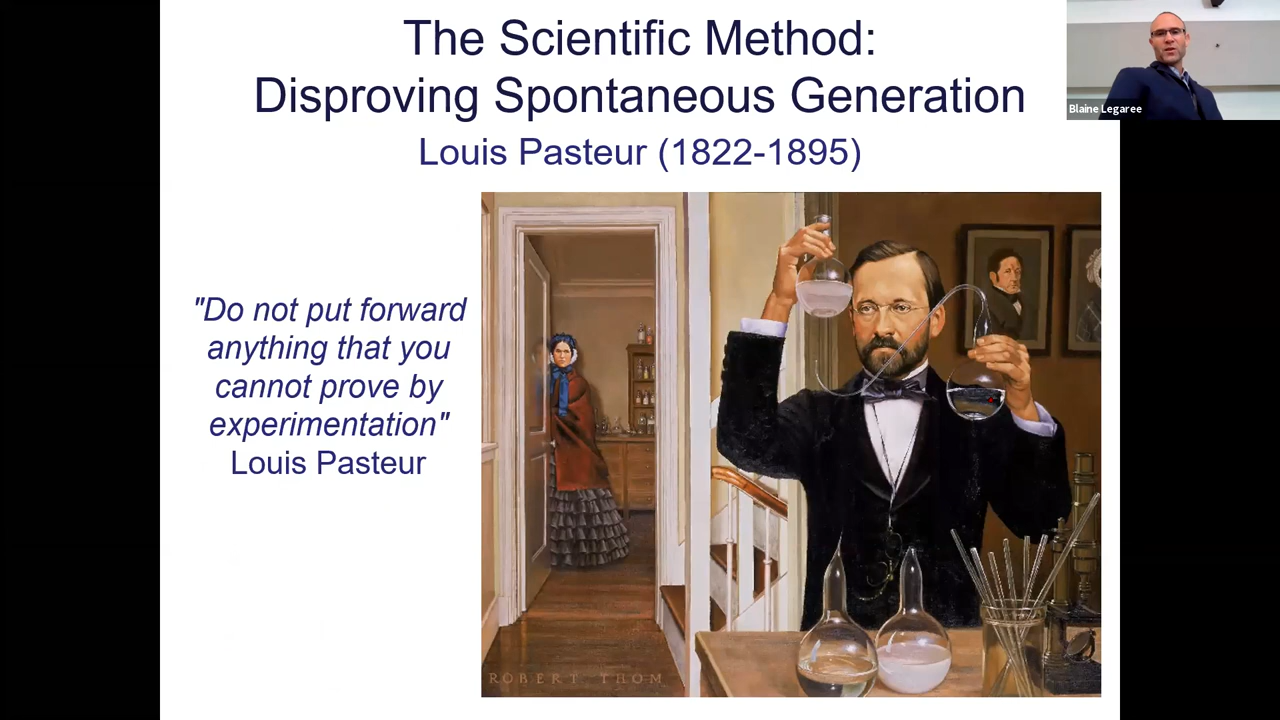 The Scientific Method:
Disproving Spontaneous Generation
Louis Pasteur (1822-1895)
Blaine Legaree
"Do not put forward
anything that you
cannot prove by
experimentation"
Louis Pasteur
ROBERT THOM